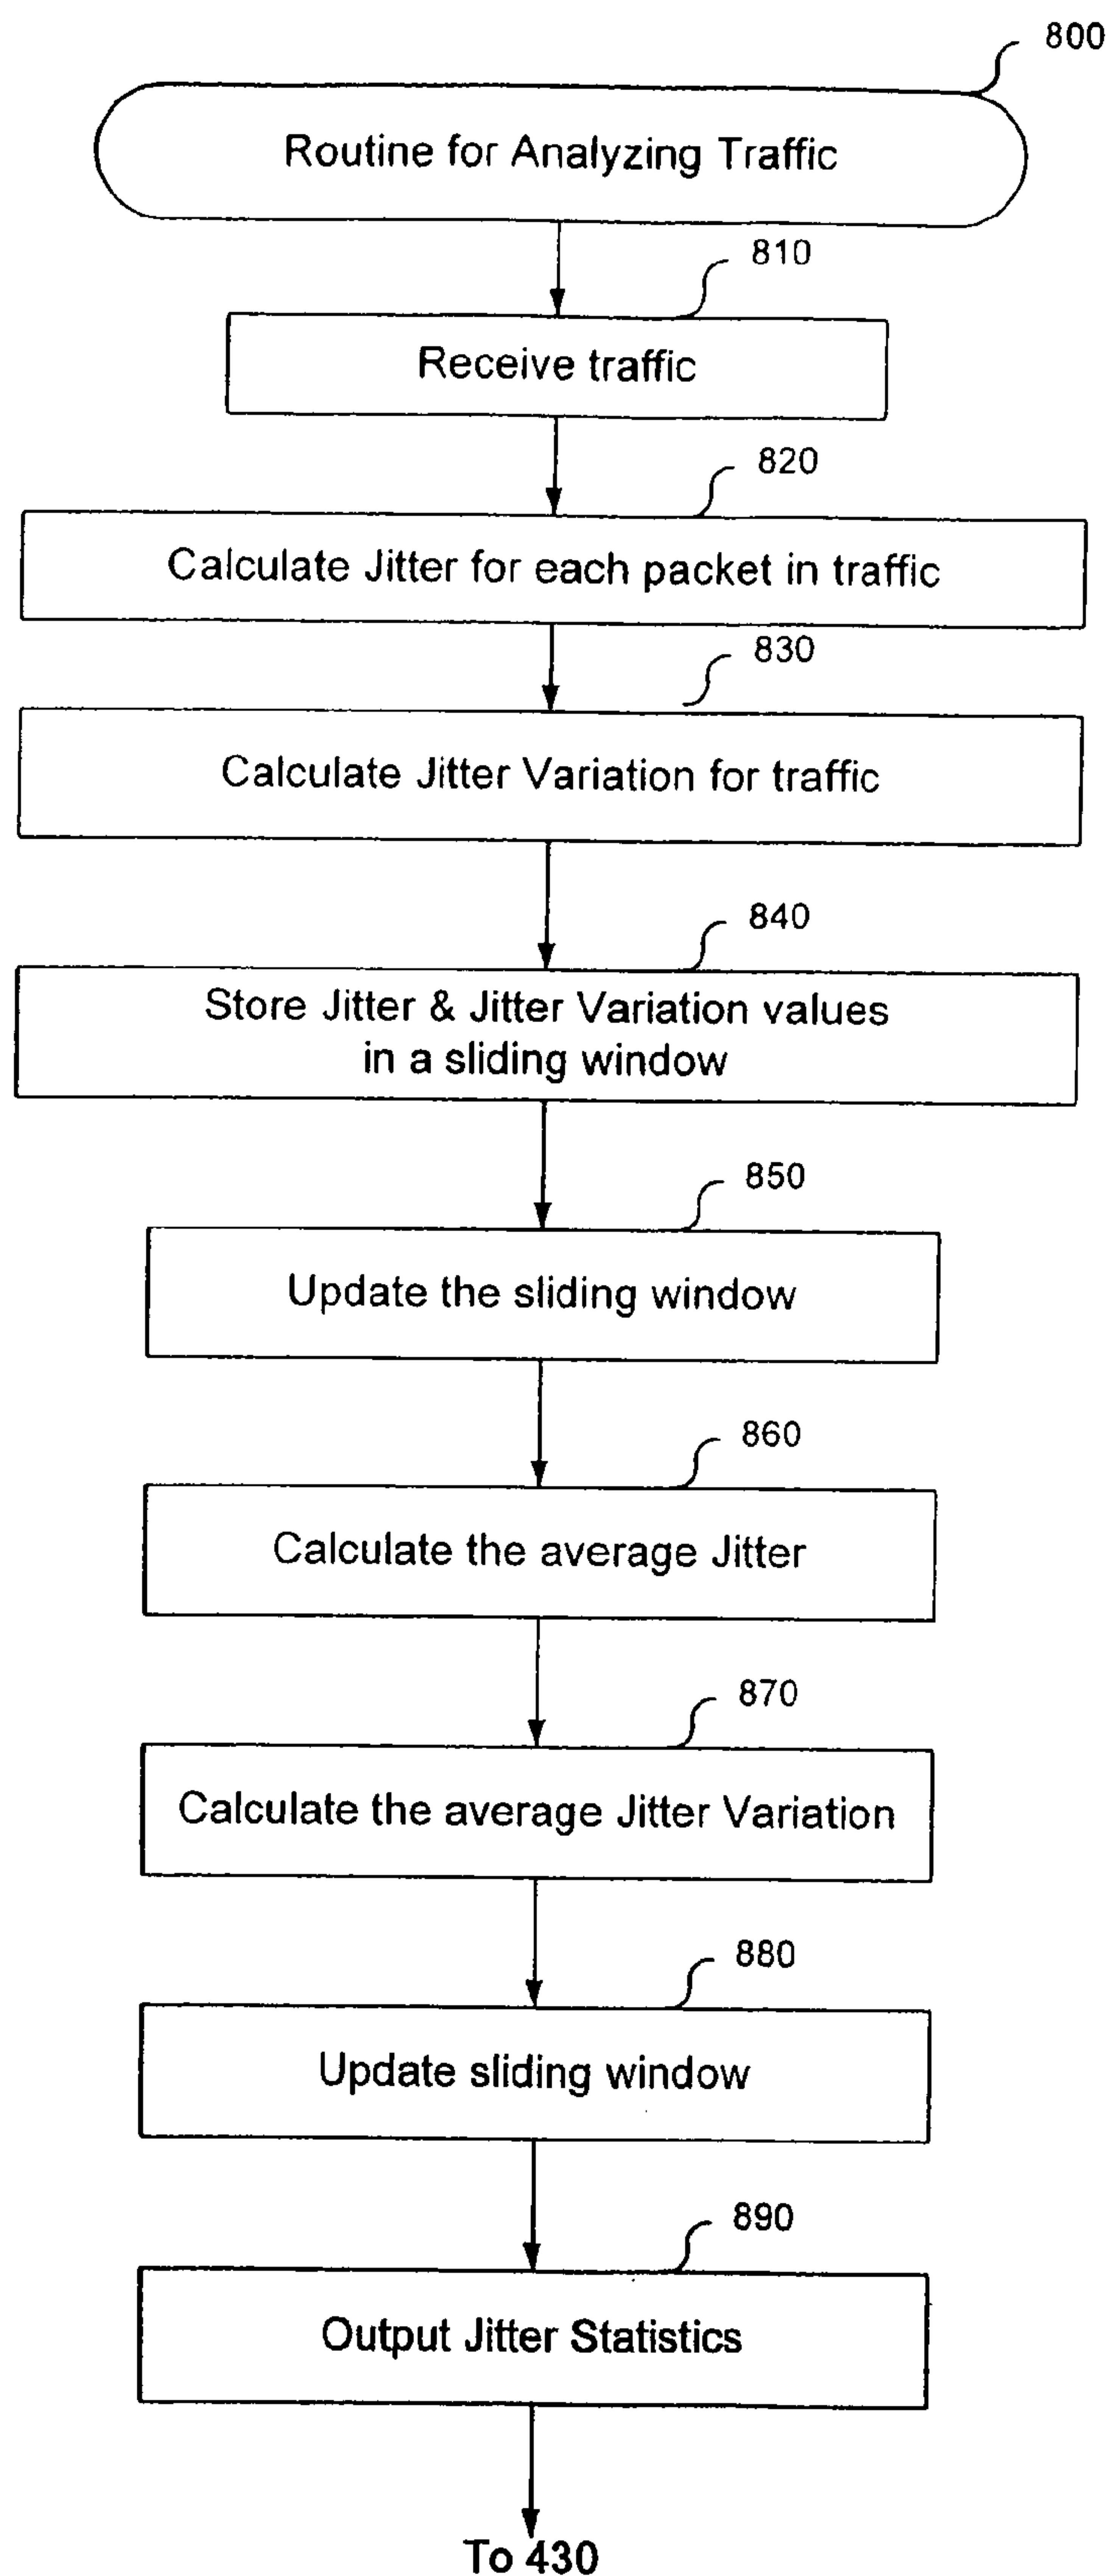 800
Routine for Analyzing Traffic
810
Receive traffic
820
Calculate Jitter for each packet in traffic
830
Calculate Jitter Variation for traffic
840
Store Jitter & Jitter Variation values
in a sliding window
850
Update the sliding window
860
Calculate the average Jitter
870
Calculate the average Jitter Variation
880
Update sliding window
890
Output Jitter Statistics
To 430